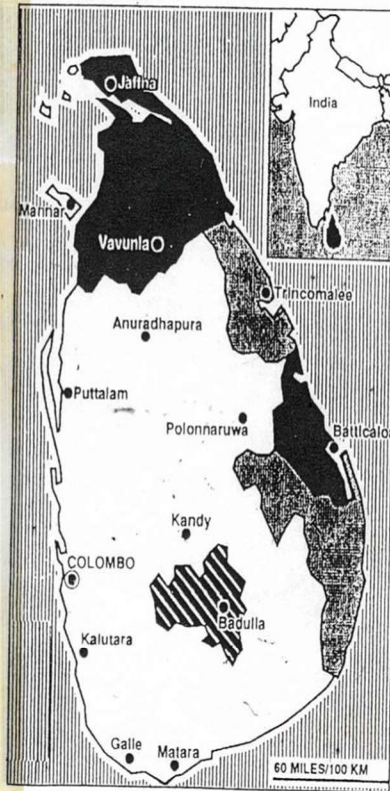 Jaffna
India
Mannar
Vavunia
Trincomalee
Anuradhapura
Puttalam
Polonnaruwa
Batticaloa
Kandy
COLOMBO
Badulla
Kalutara
Galle
Matara
60 MILES/100 KM